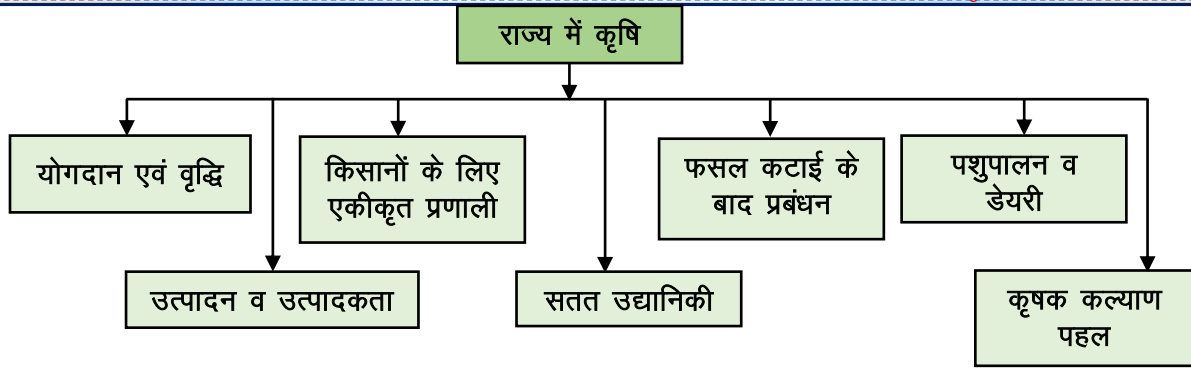 राज्य में कृषि
योगदान एवं वृद्धि
उत्पादन व उत्पादकता
किसानों के लिए
एकीकृत प्रणाली
सतत उद्यानिकी
फसल कटाई के
बाद प्रबंधन
पशुपालन व
डेयरी
कृषक कल्याण
पहल